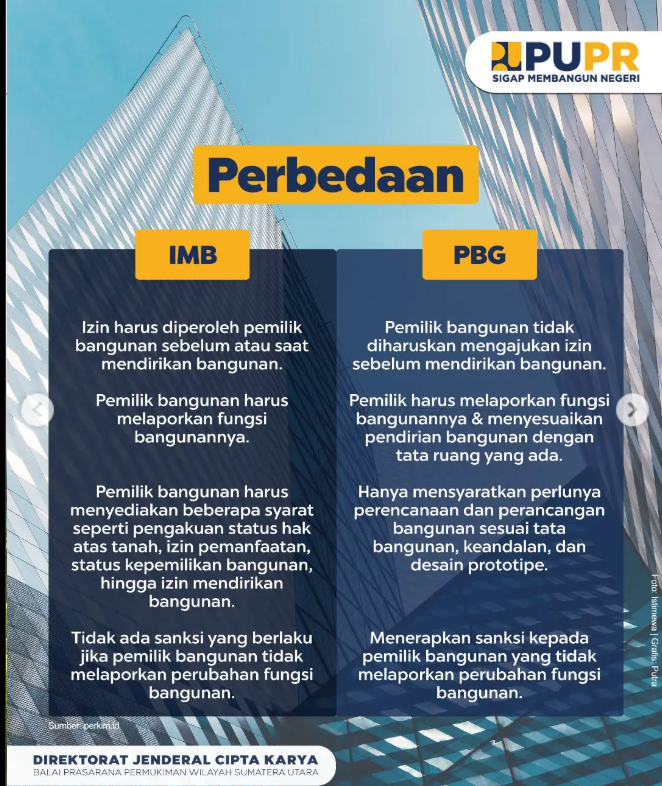 PUPR
SIGAP MEMBANGUN NEGERI
Perbedaan
IMB
Izin harus diperoleh pemilik
bangunan sebelum atau saat
mendirikan bangunan.
Pemilik bangunan harus
melaporkan fungsi
bangunannya.
Pemilik bangunan harus
menyediakan beberapa syarat
seperti pengakuan status hak
atas tanah, izin pemanfaatan,
status kepemilikan bangunan,
hingga izin mendirikan
bangunan.
Tidak ada sanksi yang berlaku
jika pemilik bangunan tidak
melaporkan perubahan fungsi
bangunan.
PBG
Pemilik bangunan tidak
diharuskan mengajukan izin
sebelum mendirikan bangunan.
Pemilik harus melaporkan fungsi
bangunannya & menyesuaikan
pendirian bangunan dengan
tata ruang yang ada.
Hanya mensyaratkan perlunya
perencanaan dan perancangan
bangunan sesuai tata
bangunan, keandalan, dan
desain prototipe.
Menerapkan sanksi kepada
pemilik bangunan yang tidak
melaporkan perubahan fungsi
bangunan.
Foto: Istimewa | Grafis: Putra
Sumber: perkim.id
DIREKTORAT JENDERAL CIPTA KARYA
BALAI PRASARANA PERMUKIMAN WILAYAH SUMATERA UTARA